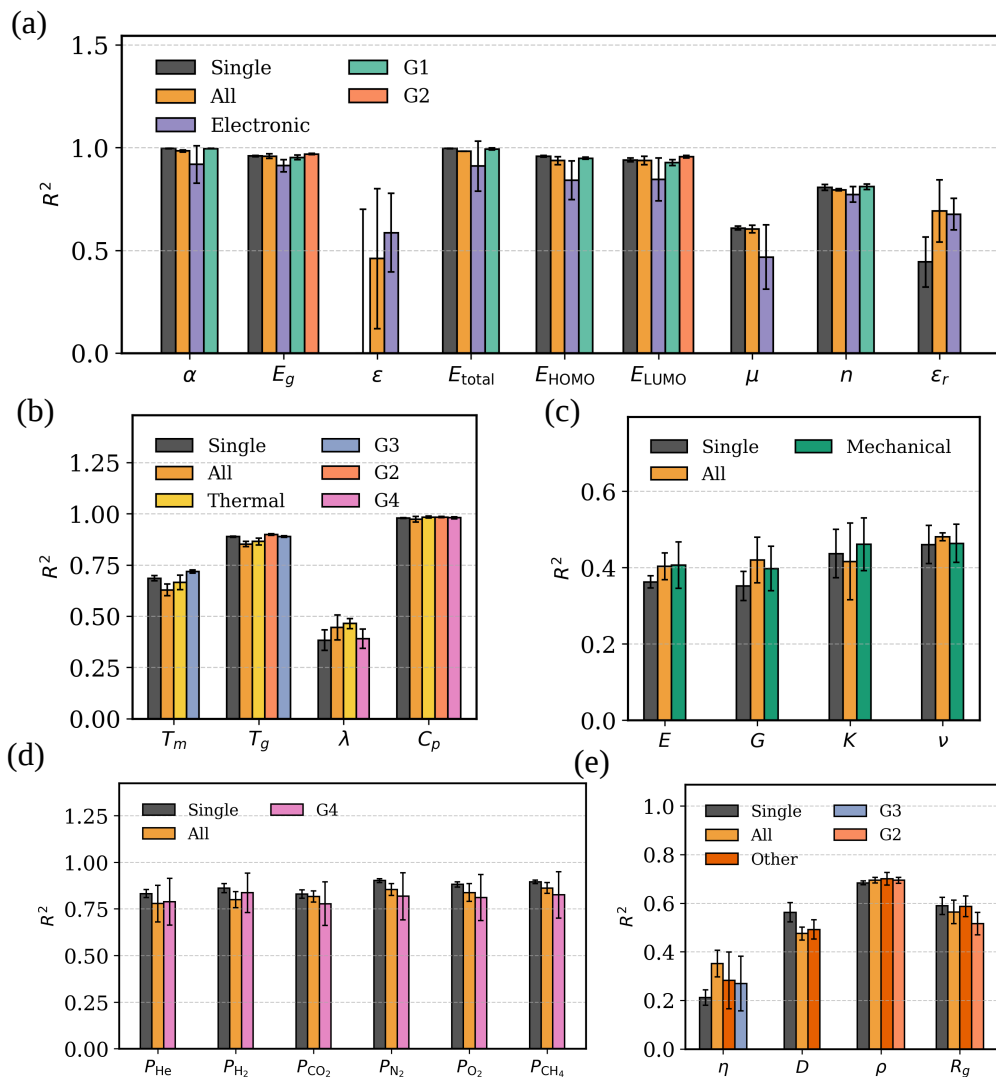 (a)
1.5
1.0
0.5
0.0
R²
Single
All
Electronic
G1
G2
α
E_g
ε
E_total
E_HOMO
E_LUMO
μ
n
ε_r
(b)
1.25
1.00
0.75
0.50
0.25
0.00
R²
Single
All
Thermal
G3
G2
G4
T_m
T_g
λ
C_p
(c)
0.6
0.4
0.2
0.0
R²
Single
All
Mechanical
E
G
K
ν
(d)
1.25
1.00
0.75
0.50
0.25
0.00
R²
Single
All
G4
P_He
P_H₂
P_CO₂
P_N₂
P_O₂
P_CH₄
(e)
1.0
0.8
0.6
0.4
0.2
0.0
R²
Single
All
Other
G3
G2
η
D
ρ
R_g